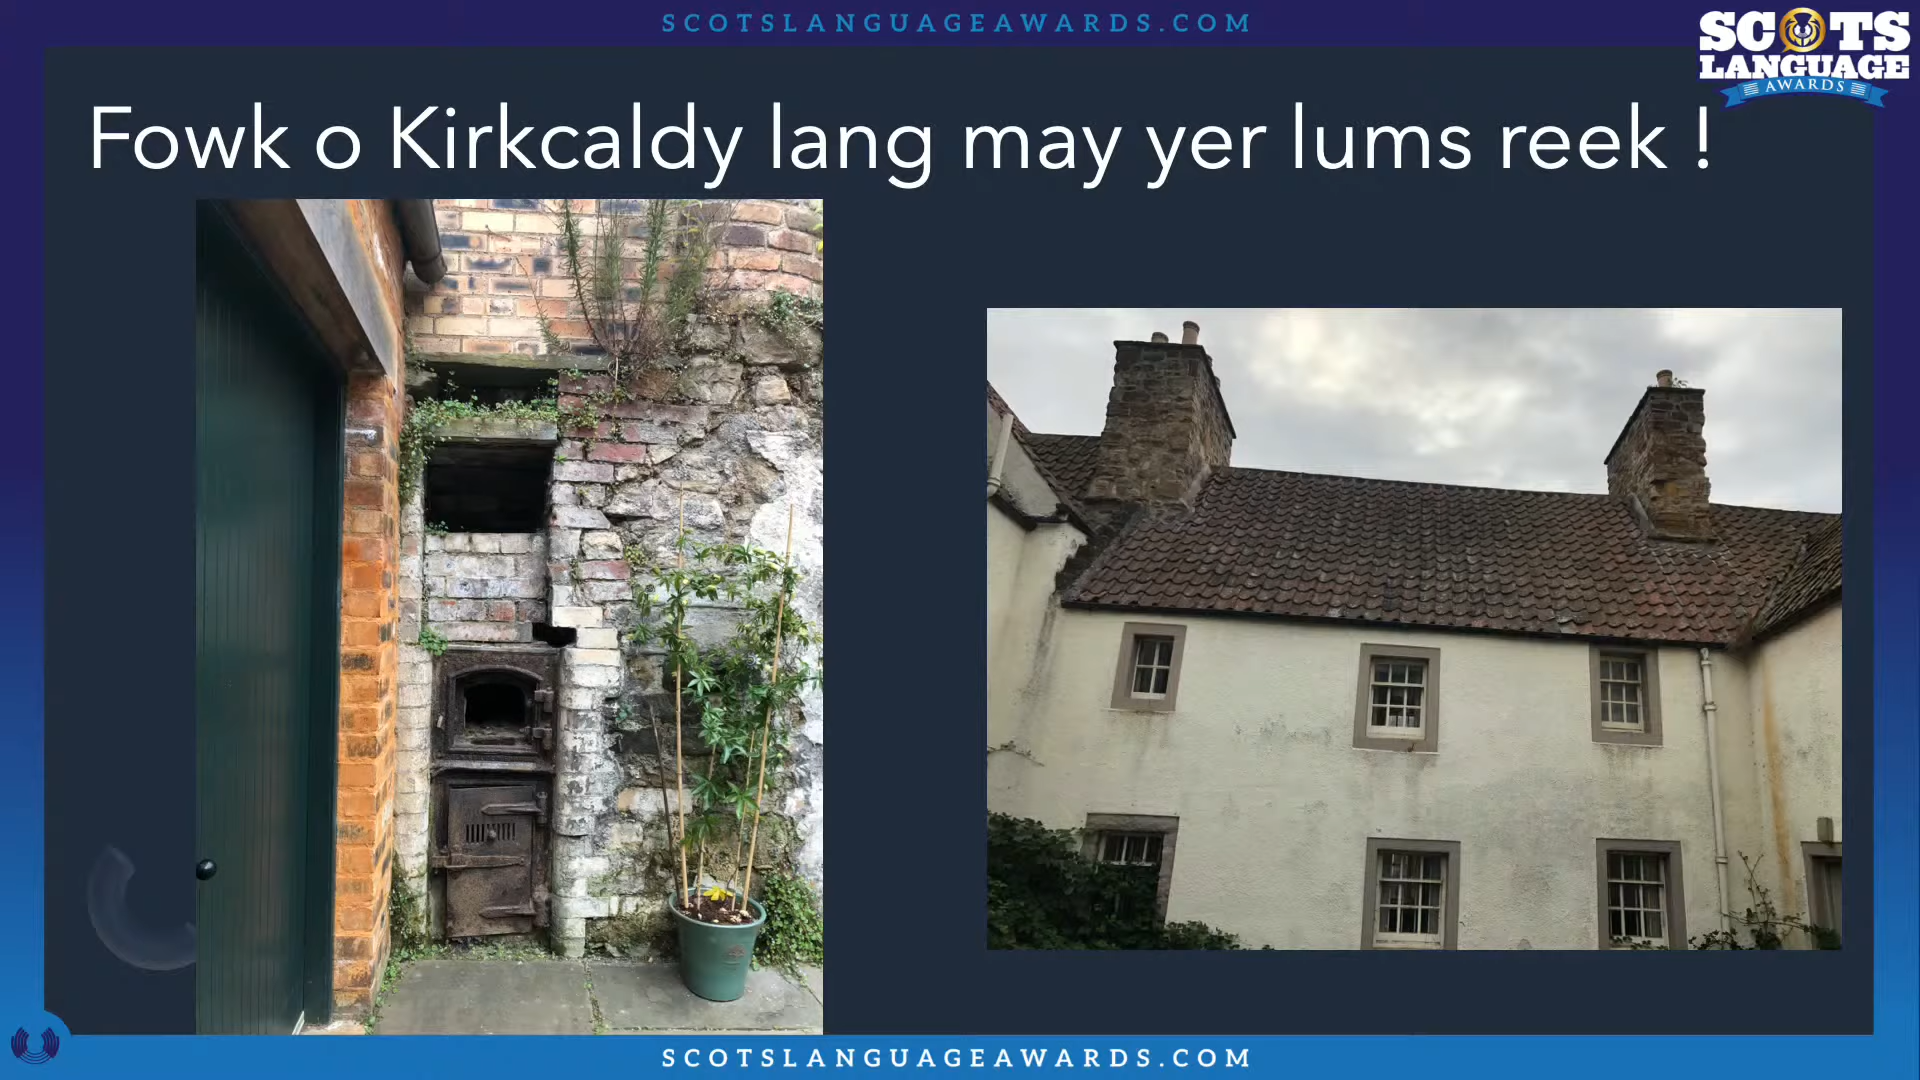 SCOTSLANGUAGEAWARDS.COM
SCOTS
LANGUAGE
AWARDS
Fowk o Kirkcaldy lang may yer lums reek !
SCOTSLANGUAGEAWARDS.COM